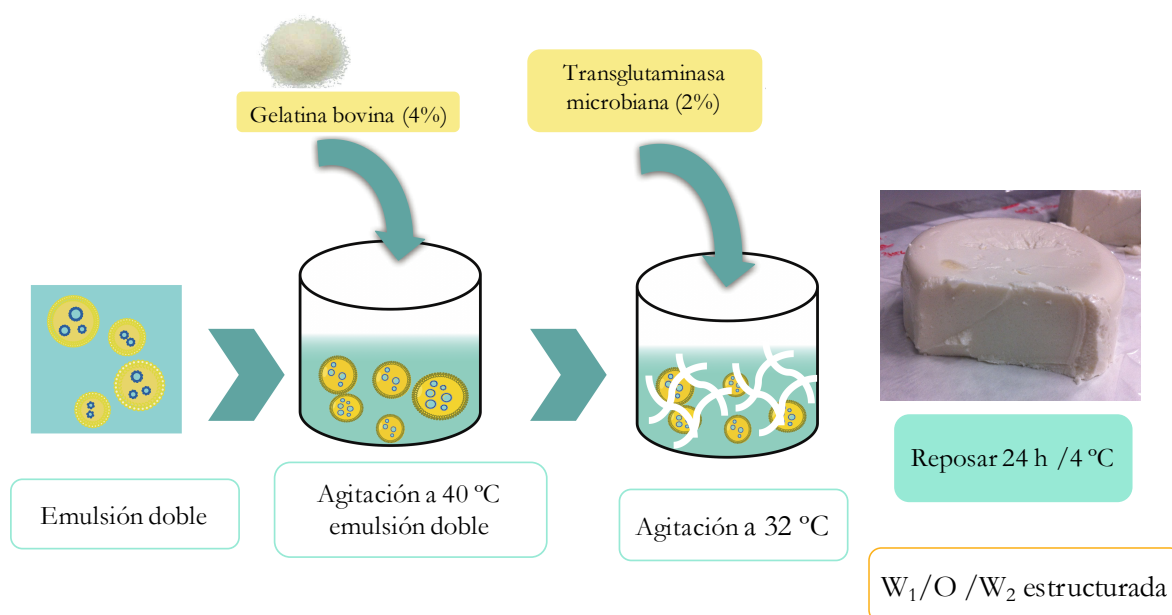 Gelatina bovina (4%)
Transglutaminasa
microbiana (2%)
Emulsión doble
Agitación a 40 ºC
emulsión doble
Agitación a 32 ºC
Reposar 24 h /4 ºC
W₁/O /W₂ estructurada